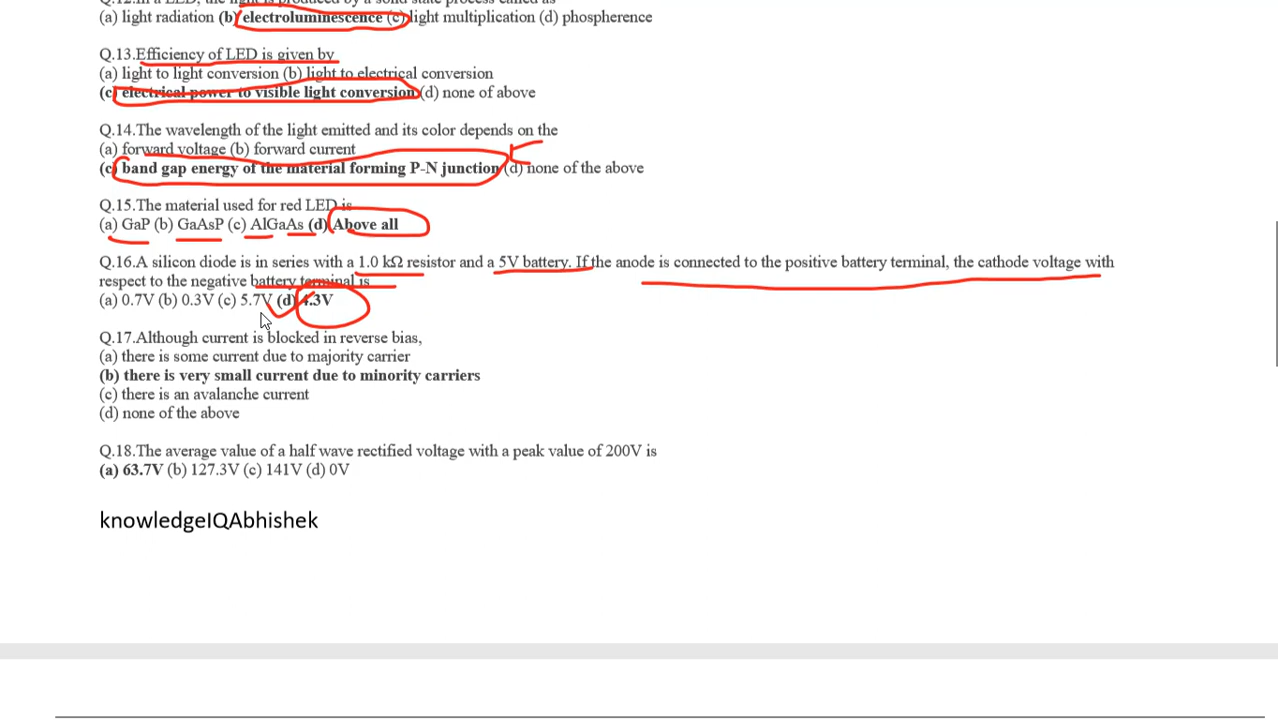 (a) light radiation (b) electroluminescence (c) light multiplication (d) phospherence
Q.13.Efficiency of LED is given by
(a) light to light conversion (b) light to electrical conversion
(c) electrical power to visible light conversion (d) none of above
Q.14.The wavelength of the light emitted and its color depends on the
(a) forward voltage (b) forward current
(c) band gap energy of the material forming P-N junction (d) none of the above
Q.15.The material used for red LED is
(a) GaP (b) GaAsP (c) AlGaAs (d) Above all
Q.16.A silicon diode is in series with a 1.0 kΩ resistor and a 5V battery. If the anode is connected to the positive battery terminal, the cathode voltage with
respect to the negative battery terminal is
(a) 0.7V (b) 0.3V (c) 5.7V (d) 4.3V
Q.17.Although current is blocked in reverse bias,
(a) there is some current due to majority carrier
(b) there is very small current due to minority carriers
(c) there is an avalanche current
(d) none of the above
Q.18.The average value of a half wave rectified voltage with a peak value of 200V is
(a) 63.7V (b) 127.3V (c) 141V (d) 0V
knowledgeIQAbhishek